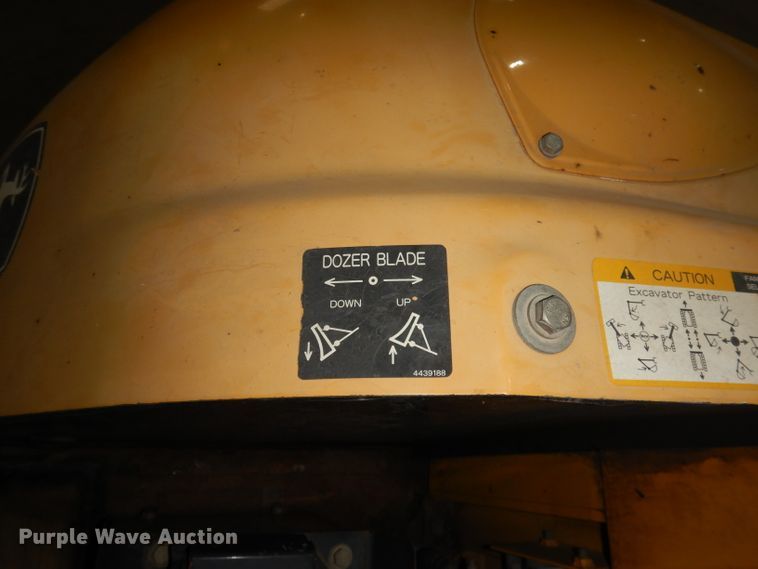 DOZER BLADE
DOWN UP
4439188
CAUTION
Excavator Pattern
Purple Wave Auction